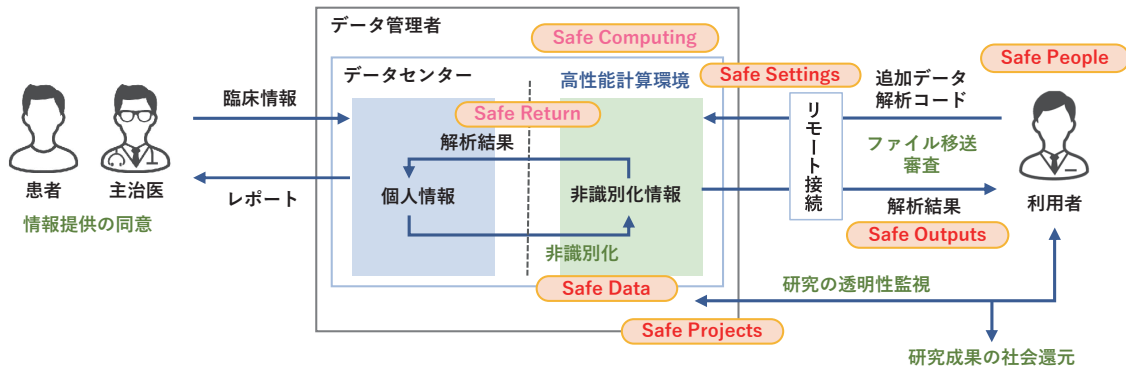 データ管理者
Safe Computing
データセンター
高性能計算環境
Safe Settings
Safe People
臨床情報
Safe Return
追加データ
解析コード
リモート接続
ファイル移送
審査
解析結果
個人情報
非識別化情報
患者
主治医
レポート
情報提供の同意
解析結果
利用者
非識別化
Safe Outputs
Safe Data
研究の透明性監視
Safe Projects
研究成果の社会還元